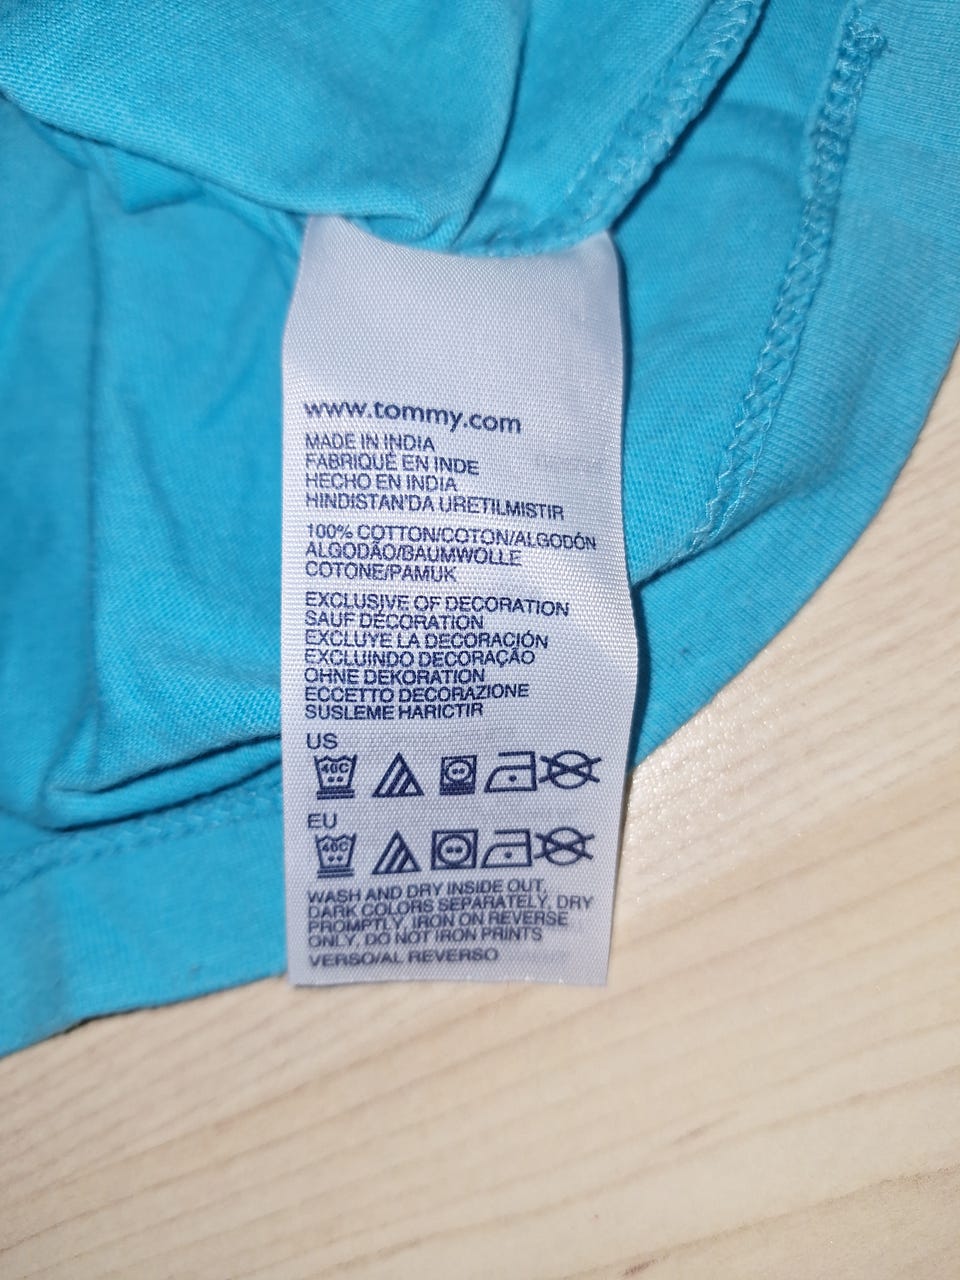 www.tommy.com
MADE IN INDIA
FABRIQUÉ EN INDE
HECHO EN INDIA
HINDISTAN'DA URETILMISTIR
100% COTTON/COTON/ALGODÓN
ALGODÃO/BAUMWOLLE
COTONE/PAMUK
EXCLUSIVE OF DECORATION
SAUF DÉCORATION
EXCLUYE LA DECORACIÓN
EXCLUINDO DECORAÇÃO
OHNE DEKORATION
ECCETTO DECORAZIONE
SUSLEME HARICTIR
US
40C
EU
40C
WASH AND DRY INSIDE OUT,
DARK COLORS SEPARATELY, DRY
PROMPTLY, IRON ON REVERSE
ONLY, DO NOT IRON PRINTS
VERSO/AL REVERSO